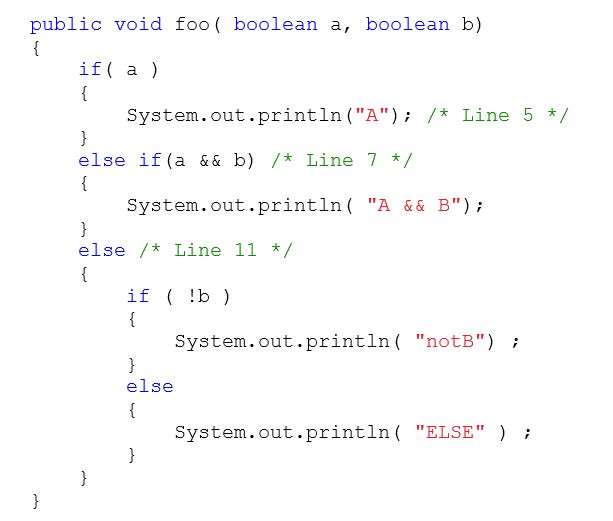 public void foo( boolean a, boolean b)
{
    if( a )
    {
        System.out.println("A"); /* Line 5 */
    }
    else if(a && b) /* Line 7 */
    {
        System.out.println( "A && B");
    }
    else /* Line 11 */
    {
        if ( !b )
        {
            System.out.println( "notB") ;
        }
        else
        {
            System.out.println( "ELSE" ) ;
        }
    }
}